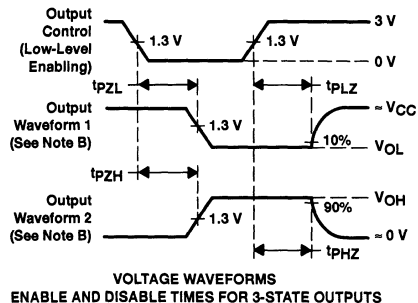 Output
Control
(Low-Level
Enabling)
1.3 V
1.3 V
3 V
0 V
tPZL
tPLZ
Output
Waveform 1
(See Note B)
1.3 V
≈ VCC
10%
VOL
tPZH
Output
Waveform 2
(See Note B)
1.3 V
VOH
90%
≈ 0 V
tPHZ
VOLTAGE WAVEFORMS
ENABLE AND DISABLE TIMES FOR 3-STATE OUTPUTS